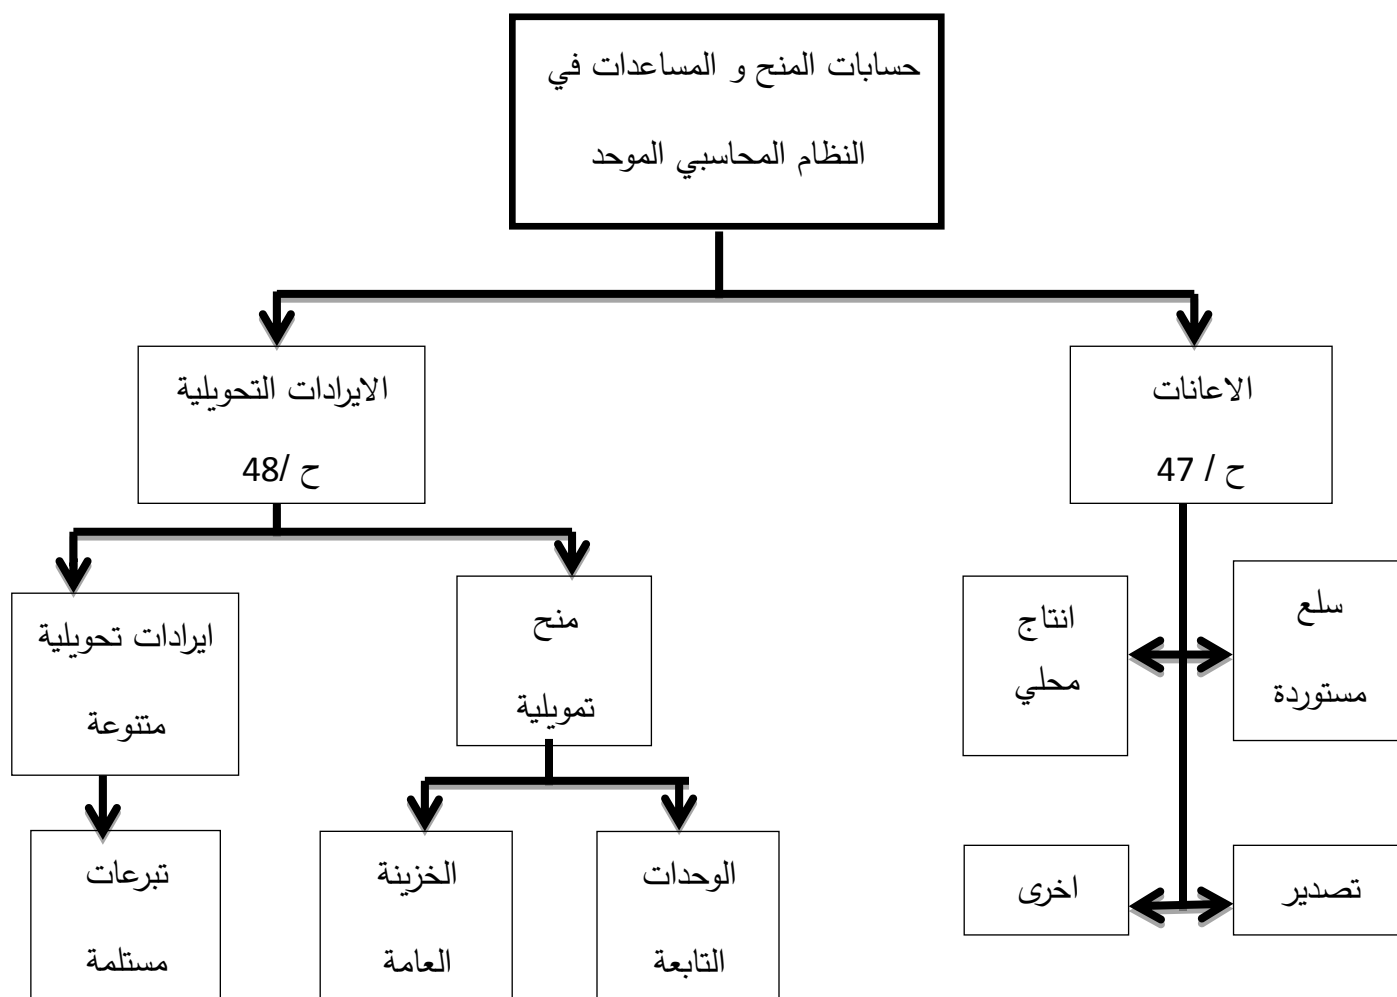 حسابات المنح و المساعدات في
النظام المحاسبي الموحد
الاعانات
ح / 47
الايرادات التحويلية
ح /48
سلع
مستوردة
انتاج
محلي
تصدير
اخرى
منح
تمويلية
ايرادات تحويلية
متنوعة
الوحدات
التابعة
الخزينة
العامة
تبرعات
مستلمة